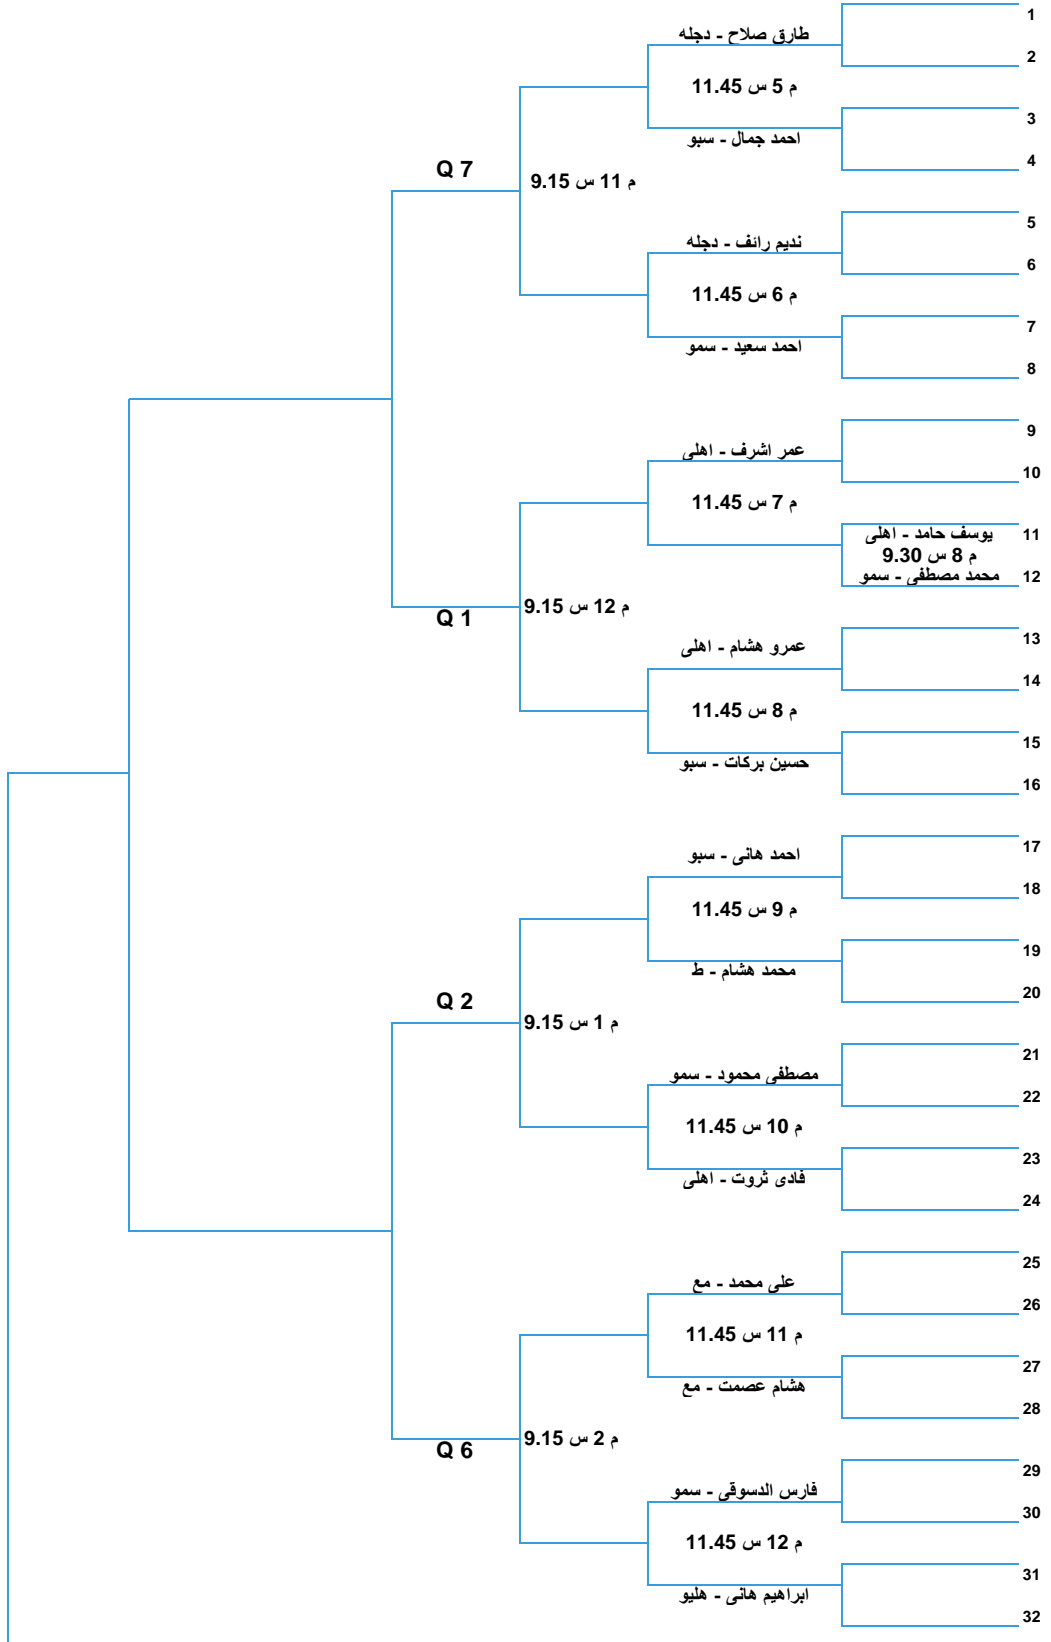 1
طارق صلاح - دجله
2
م 5 س 11.45
3
احمد جمال - سبو
4
Q 7
م 11 س 9.15
5
نديم رائف - دجله
6
م 6 س 11.45
7
احمد سعيد - سمو
8
9
عمر اشرف - اهلى
10
م 7 س 11.45
11
يوسف حامد - اهلى
م 8 س 9.30
12
محمد مصطفى - سمو
م 12 س 9.15
Q 1
13
عمرو هشام - اهلى
14
م 8 س 11.45
15
حسين بركات - سبو
16
17
احمد هانى - سبو
18
م 9 س 11.45
19
محمد هشام - ط
20
Q 2
م 1 س 9.15
21
مصطفى محمود - سمو
22
م 10 س 11.45
23
فادى ثروت - اهلى
24
25
على محمد - مع
26
م 11 س 11.45
27
هشام عصمت - مع
28
م 2 س 9.15
Q 6
29
فارس الدسوقى - سمو
30
م 12 س 11.45
31
ابراهيم هانى - هليو
32